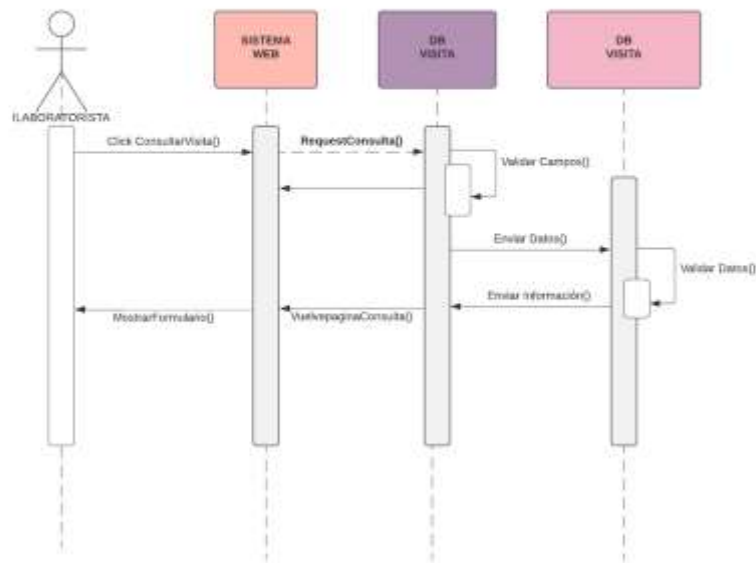 SISTEMA
WEB
DB
VISITA
DB
VISITA
ILABORATORISTA
Click ConsultarVisita()
RequestConsulta()
Validar Campos()
Enviar Datos()
Validar Datos()
Enviar Información()
MostrarFormulario()
VuelvepaginaConsulta()